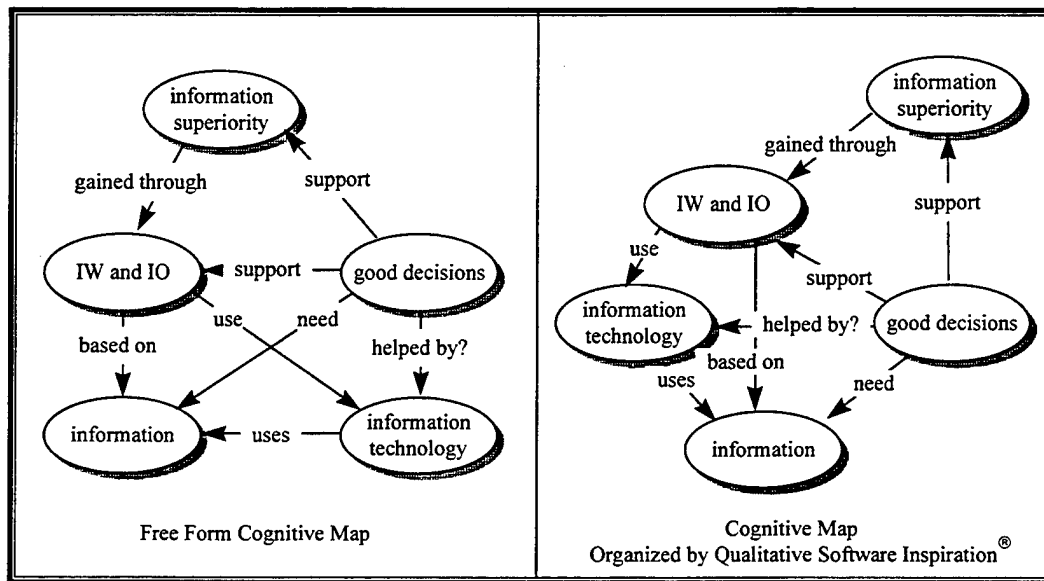 information
superiority
gained through
support
IW and IO
support
good decisions
use
need
based on
helped by?
information
uses
information
technology
Free Form Cognitive Map
information
superiority
gained through
IW and IO
support
use
support
information
technology
helped by?
good decisions
based on
uses
need
information
Cognitive Map
Organized by Qualitative Software Inspiration®